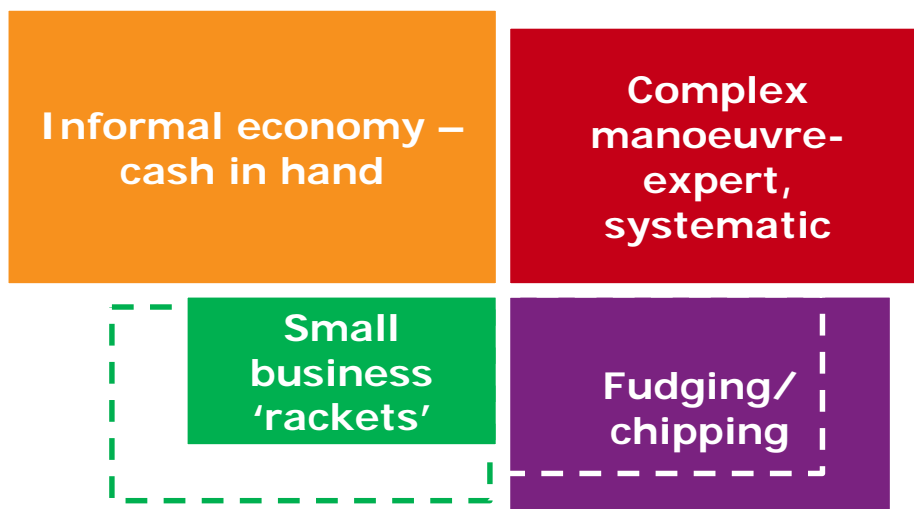 Informal economy –
cash in hand
Complex
manoeuvre-
expert,
systematic
Small
business
‘rackets’
Fudging/
chipping